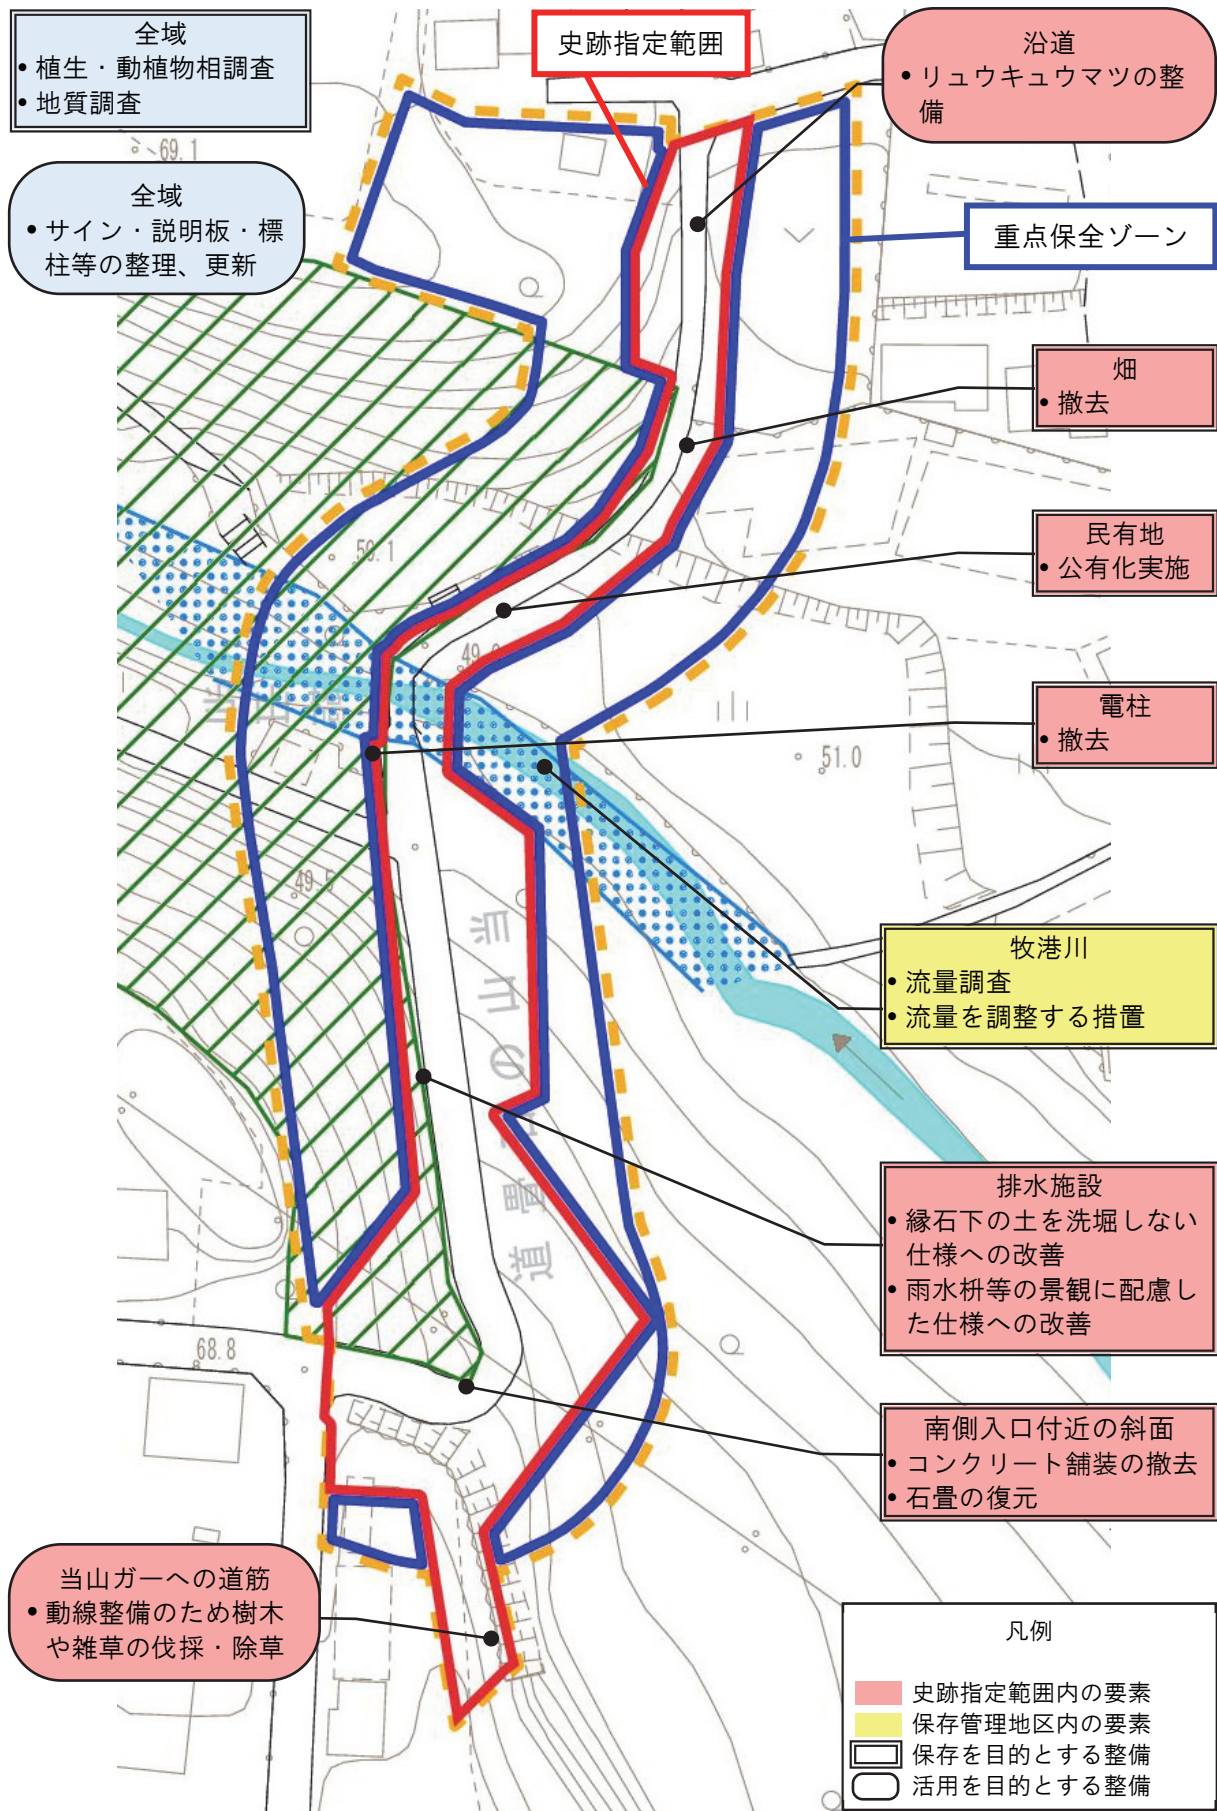 全域
• 植生・動植物相調査
• 地質調査
史跡指定範囲
沿道
• リュウキュウマツの整
備
69.1
全域
• サイン・説明板・標
柱等の整理、更新
重点保全ゾーン
畑
• 撤去
民有地
• 公有化実施
電柱
• 撤去
51.0
49.5
牧港川
• 流量調査
• 流量を調整する措置
当山の石畳道
排水施設
• 縁石下の土を洗堀しない
仕様への改善
• 雨水枡等の景観に配慮し
た仕様への改善
68.8
南側入口付近の斜面
• コンクリート舗装の撤去
• 石畳の復元
当山ガーへの道筋
• 動線整備のため樹木
や雑草の伐採・除草
凡例
史跡指定範囲内の要素
保存管理地区内の要素
保存を目的とする整備
活用を目的とする整備